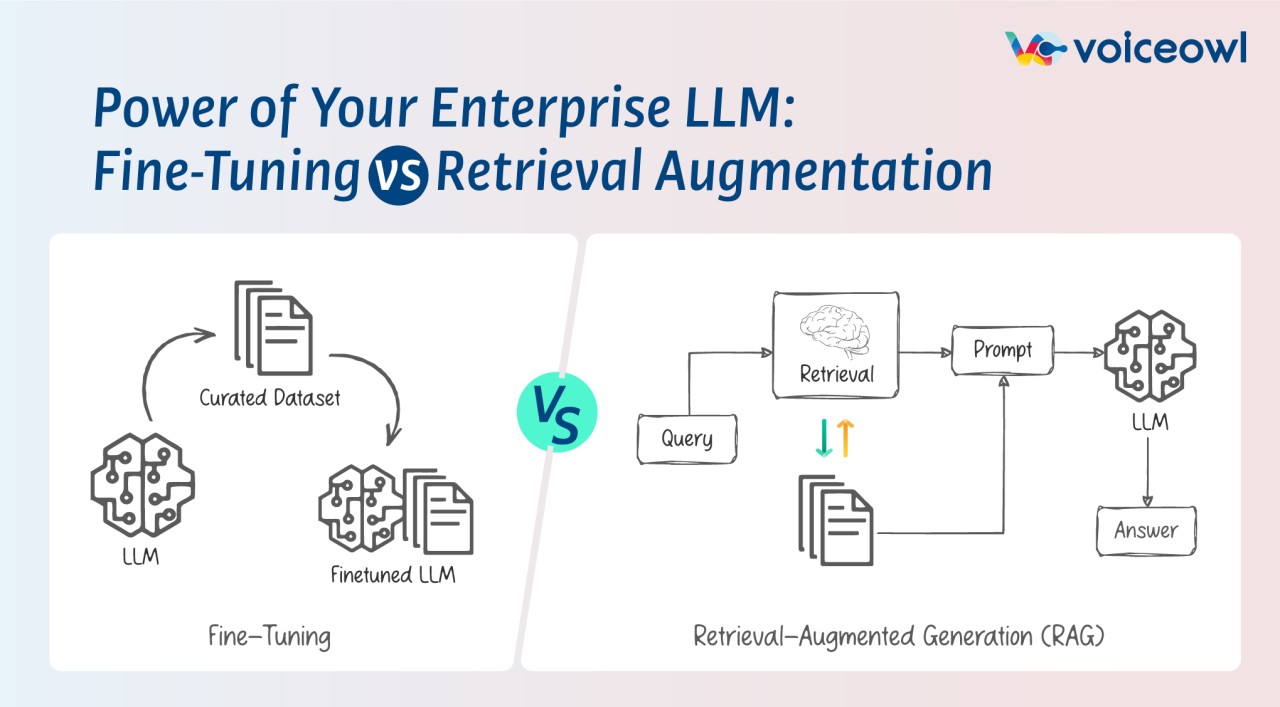 voiceowl
Power of Your Enterprise LLM:
Fine-Tuning VS Retrieval Augmentation
Curated Dataset
LLM
Finetuned LLM
Fine-Tuning
VS
Query
Retrieval
Prompt
LLM
Answer
Retrieval-Augmented Generation (RAG)